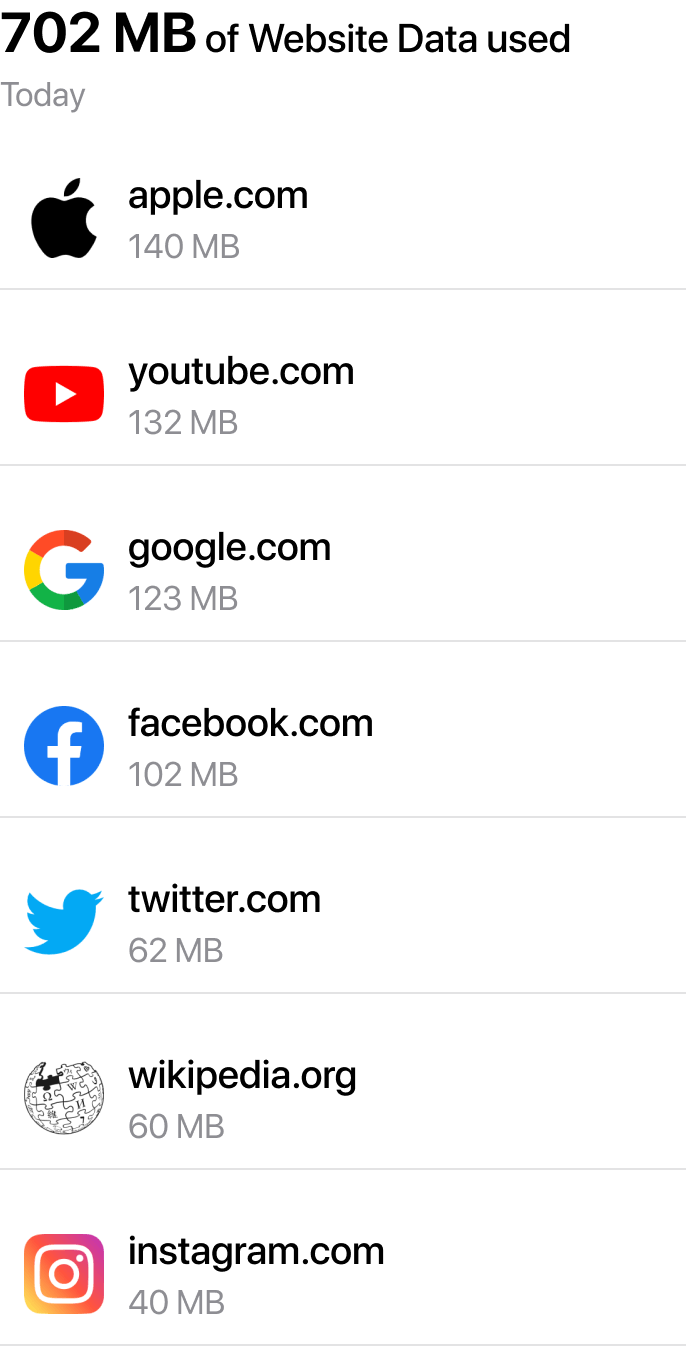 702 MB of Website Data used
Today
apple.com
140 MB
youtube.com
132 MB
google.com
123 MB
facebook.com
102 MB
twitter.com
62 MB
wikipedia.org
60 MB
instagram.com
40 MB